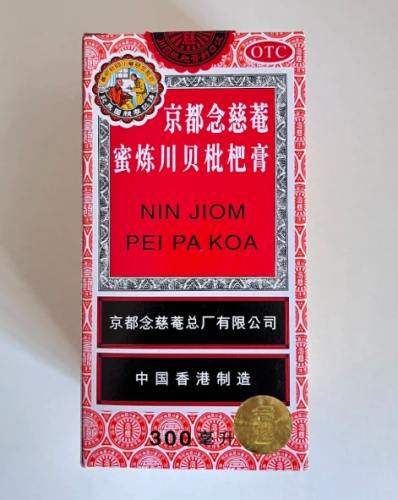 OTC
京都念慈菴
蜜炼川贝枇杷膏
NIN JIOM
PEI PA KOA
京都念慈菴总厂有限公司
中国香港制造
300毫升